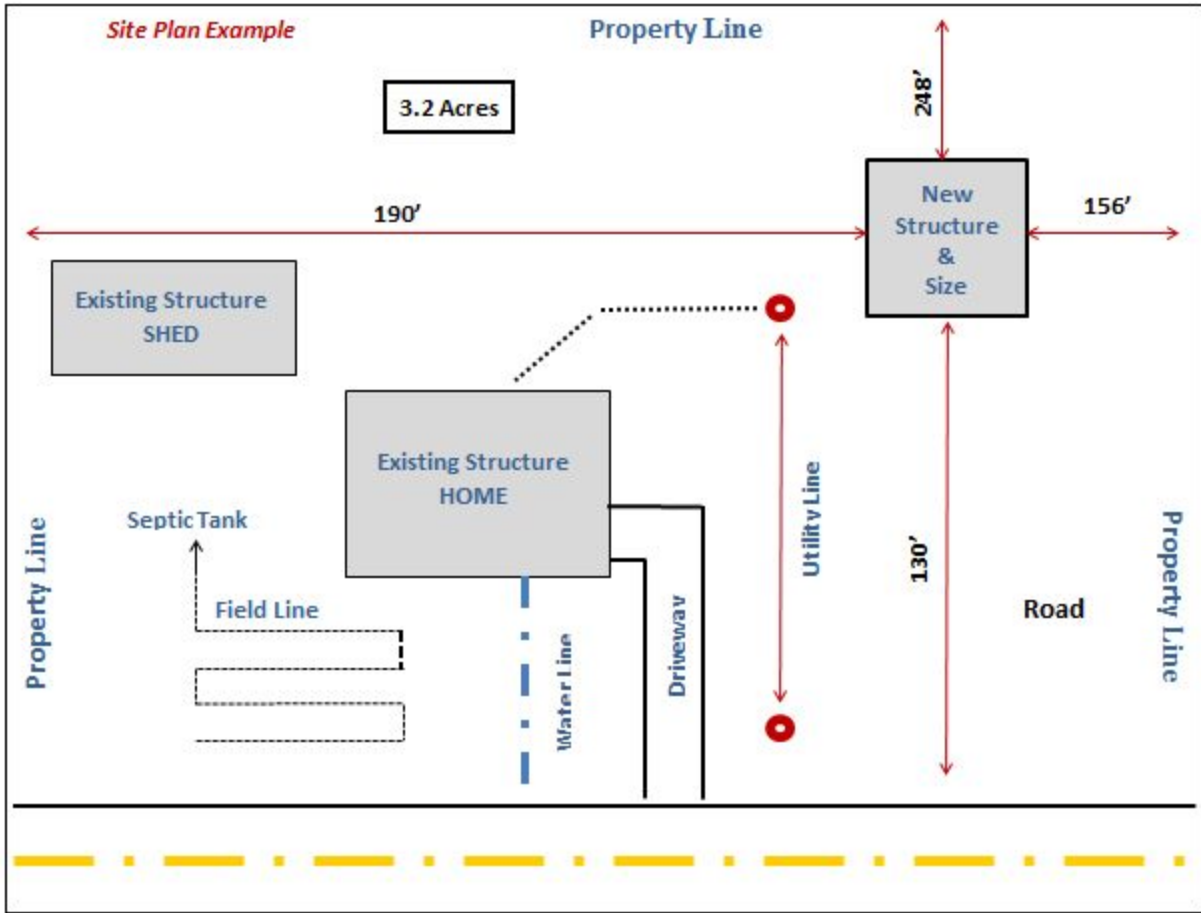 Site Plan Example
Property Line
3.2 Acres
248’
New
Structure
&
Size
190’
156’
Existing Structure
SHED
Existing Structure
HOME
Utility Line
130’
Septic Tank
Field Line
Property Line
Water Line
Driveway
Road
Property Line